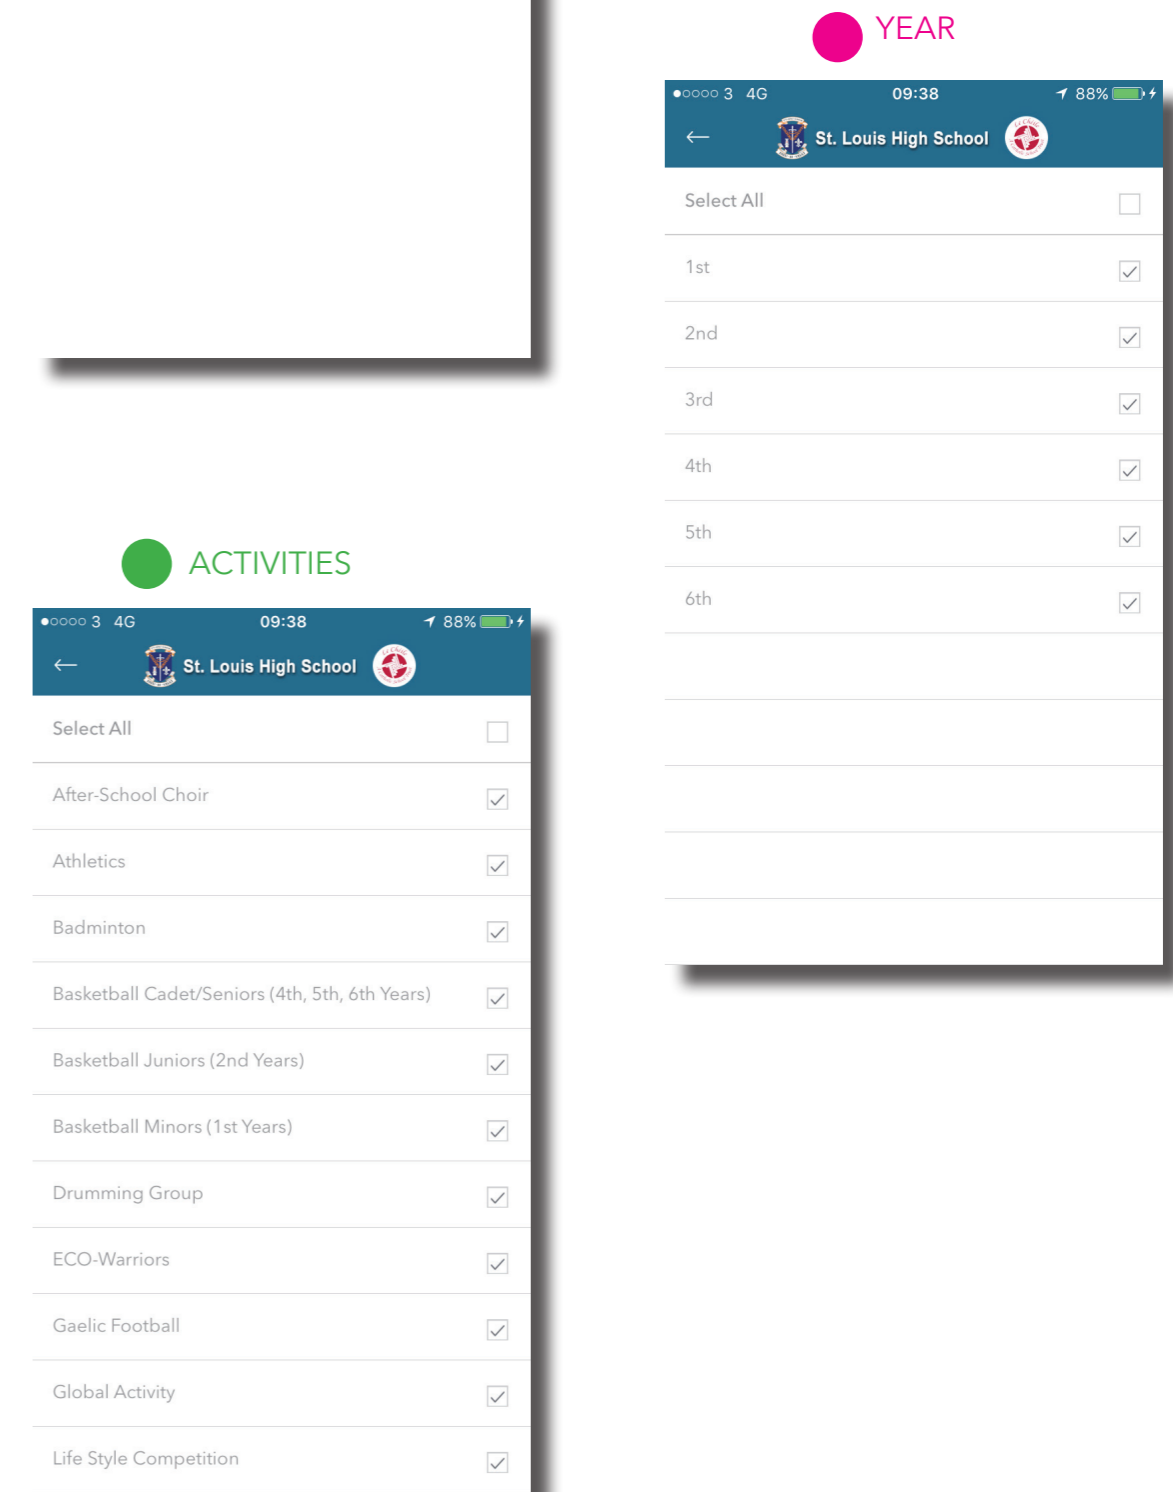 YEAR
3 4G 09:38 88%
St. Louis High School
Select All
1st
2nd
3rd
4th
5th
6th
ACTIVITIES
3 4G 09:38 88%
St. Louis High School
Select All
After-School Choir
Athletics
Badminton
Basketball Cadet/Seniors (4th, 5th, 6th Years)
Basketball Juniors (2nd Years)
Basketball Minors (1st Years)
Drumming Group
ECO-Warriors
Gaelic Football
Global Activity
Life Style Competition